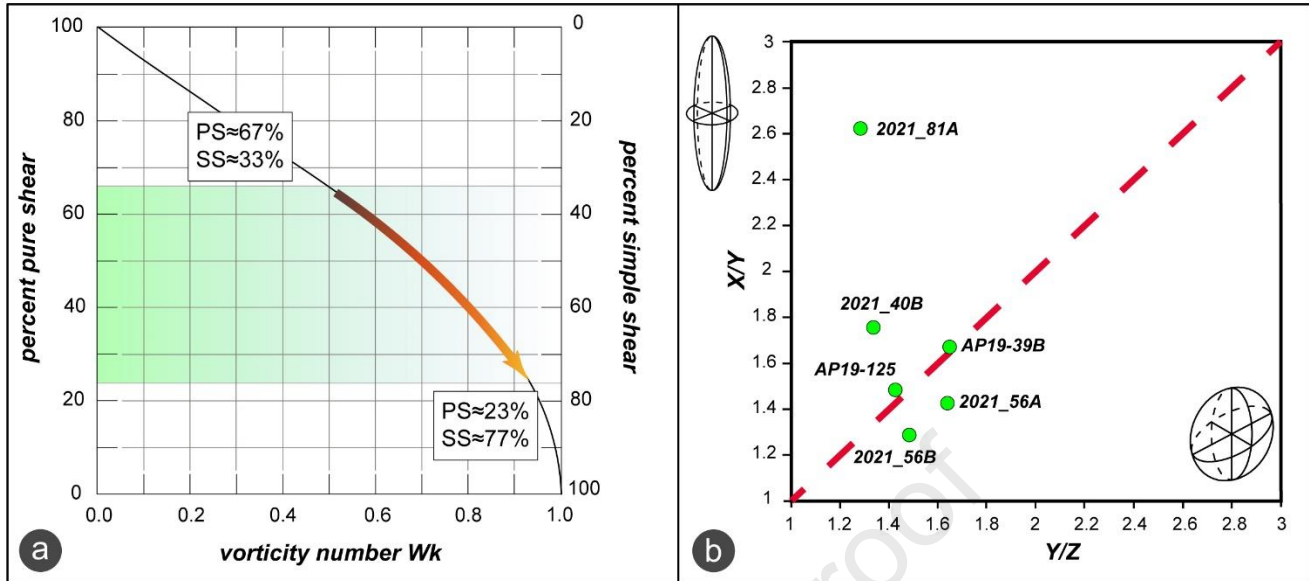 100
80
60
40
20
0
percent pure shear
0.0
0.2
0.4
0.6
0.8
1.0
vorticity number Wk
0
20
40
60
80
100
percent simple shear
PS≈67%
SS≈33%
PS≈23%
SS≈77%
a
3
2.8
2.6
2.4
2.2
2
1.8
1.6
1.4
1.2
1
X/Y
1
1.2
1.4
1.6
1.8
2
2.2
2.4
2.6
2.8
3
Y/Z
2021_81A
2021_40B
AP19-39B
AP19-125
2021_56A
2021_56B
b
roof